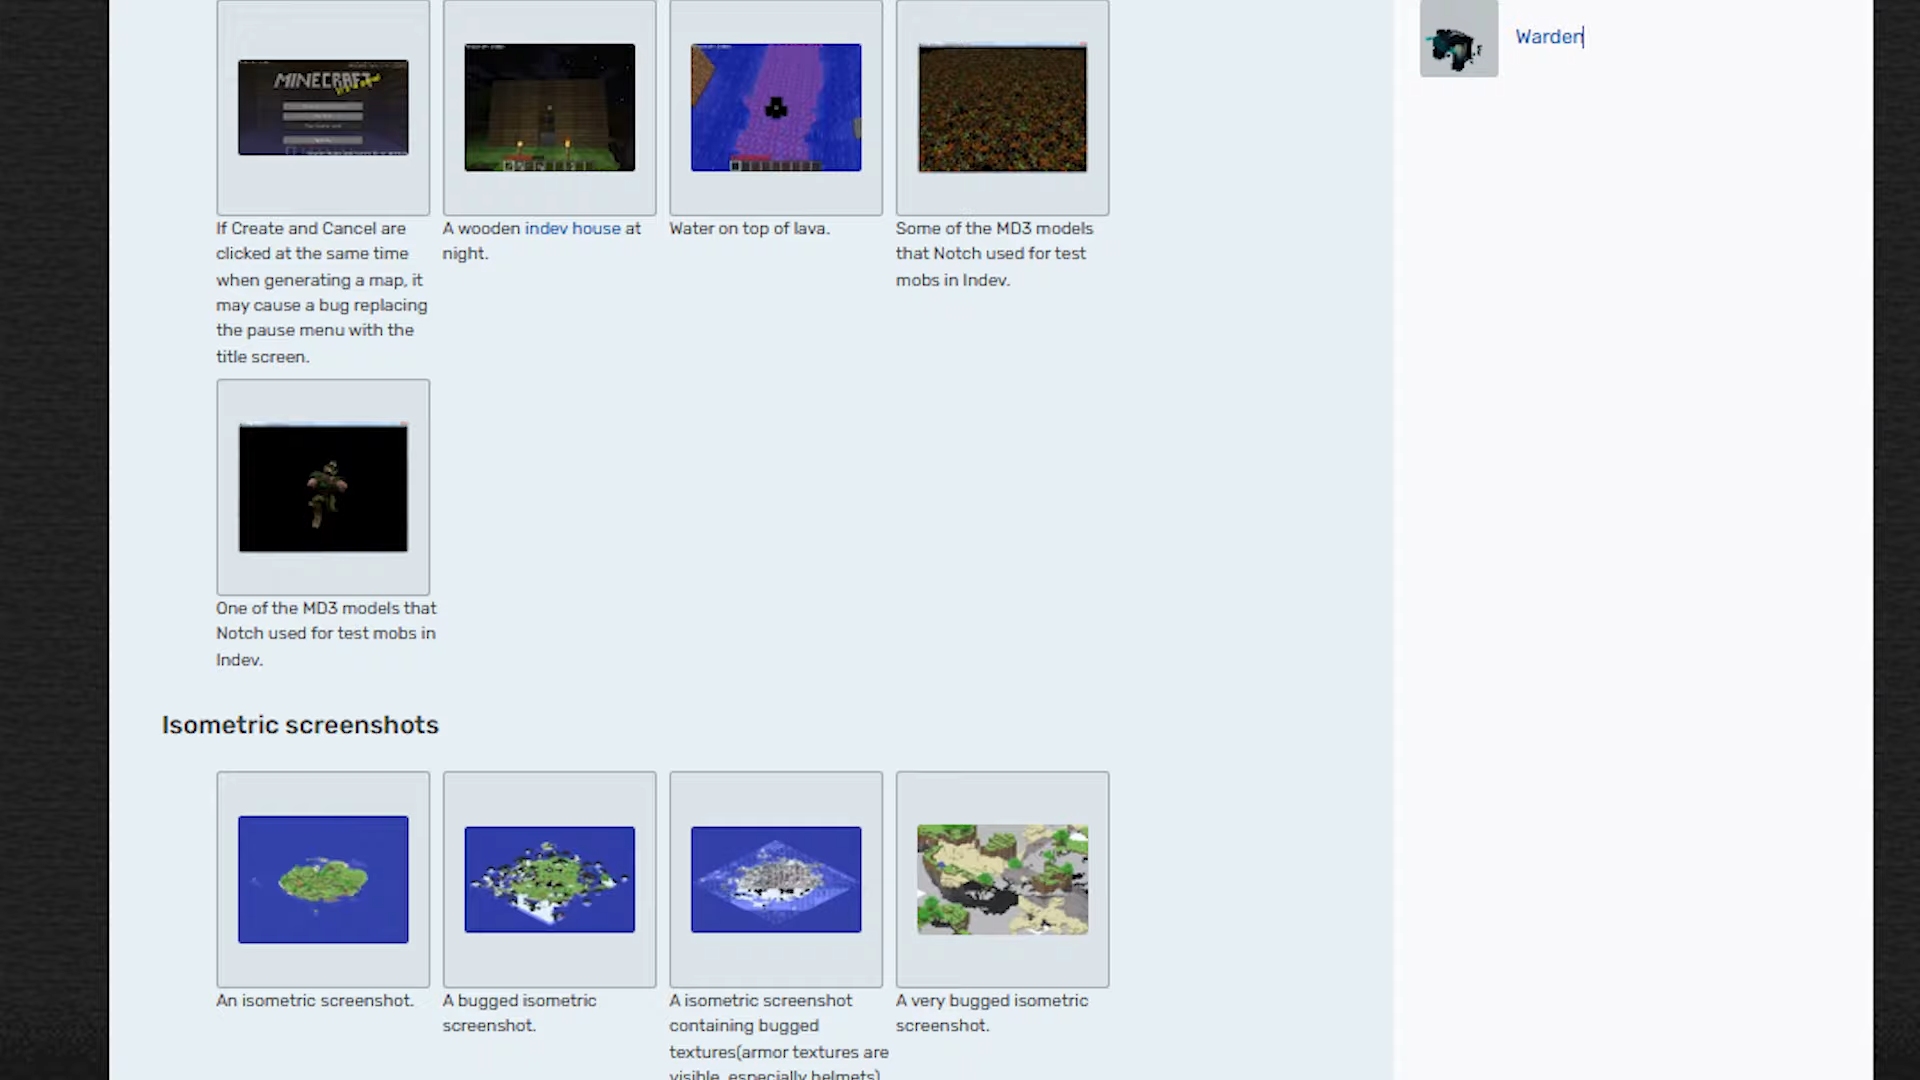 Warden
MINECRAFT
If Create and Cancel are
clicked at the same time
when generating a map, it
may cause a bug replacing
the pause menu with the
title screen.
A wooden indev house at
night.
Water on top of lava.
Some of the MD3 models
that Notch used for test
mobs in Indev.
One of the MD3 models that
Notch used for test mobs in
Indev.
Isometric screenshots
An isometric screenshot.
A bugged isometric
screenshot.
A isometric screenshot
containing bugged
textures(armor textures are
visible, especially helmets)
A very bugged isometric
screenshot.